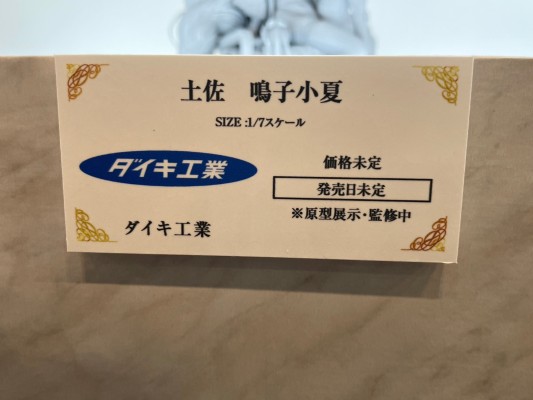 土佐　鳴子小夏
SIZE :1/7スケール
ダイキ工業
価格未定
発売日未定
※原型展示・監修中
ダイキ工業